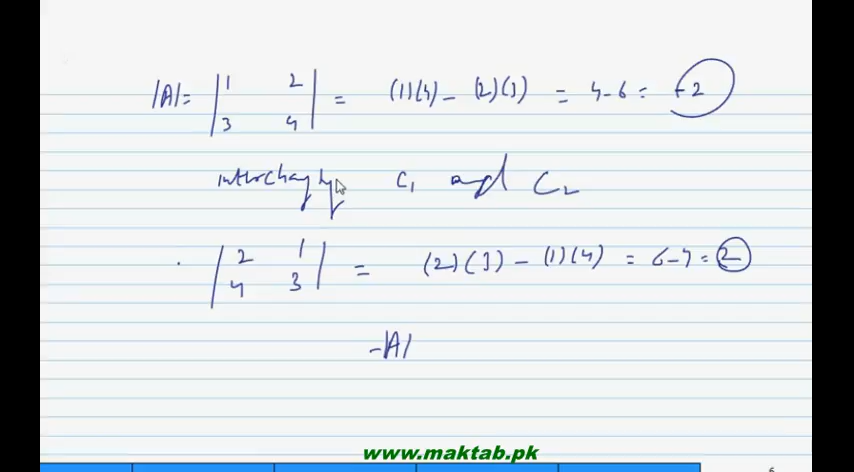 |A| = | 1 2 | = (1)(4) - (2)(3) = 4-6 = -2
| 3 4 |
interchanging C₁ and C₂
| 2 1 | = (2)(3) - (1)(4) = 6-4 = 2
| 4 3 |
-|A|
www.maktab.pk
6